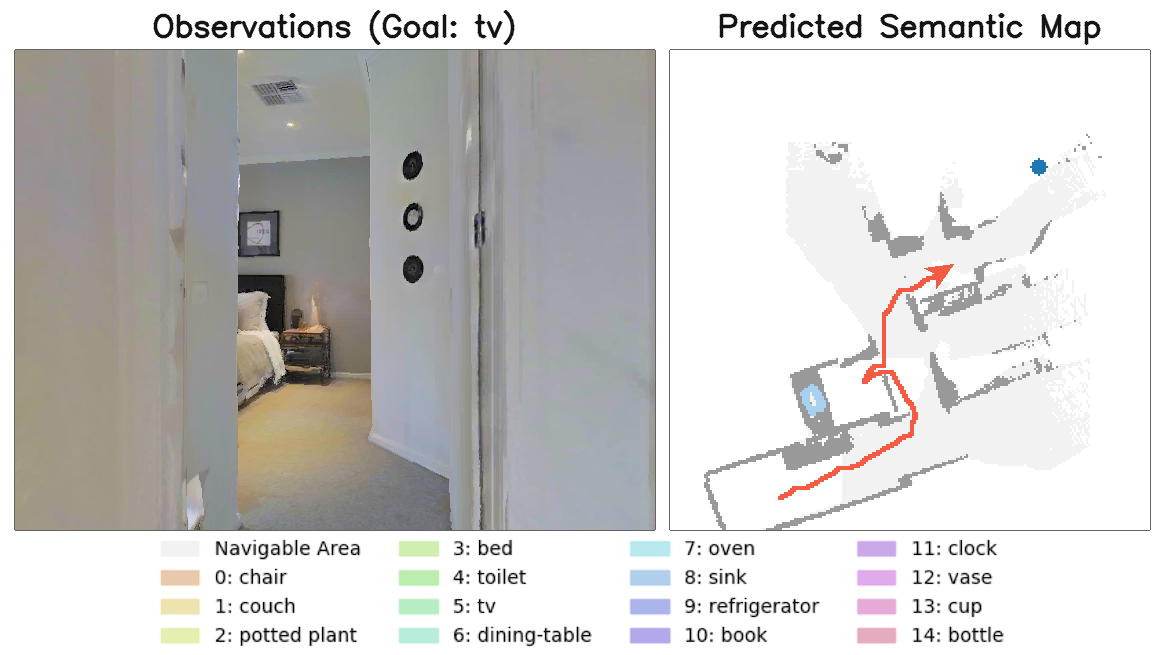 Observations (Goal: tv)
Predicted Semantic Map
Navigable Area
0: chair
1: couch
2: potted plant
3: bed
4: toilet
5: tv
6: dining-table
7: oven
8: sink
9: refrigerator
10: book
11: clock
12: vase
13: cup
14: bottle